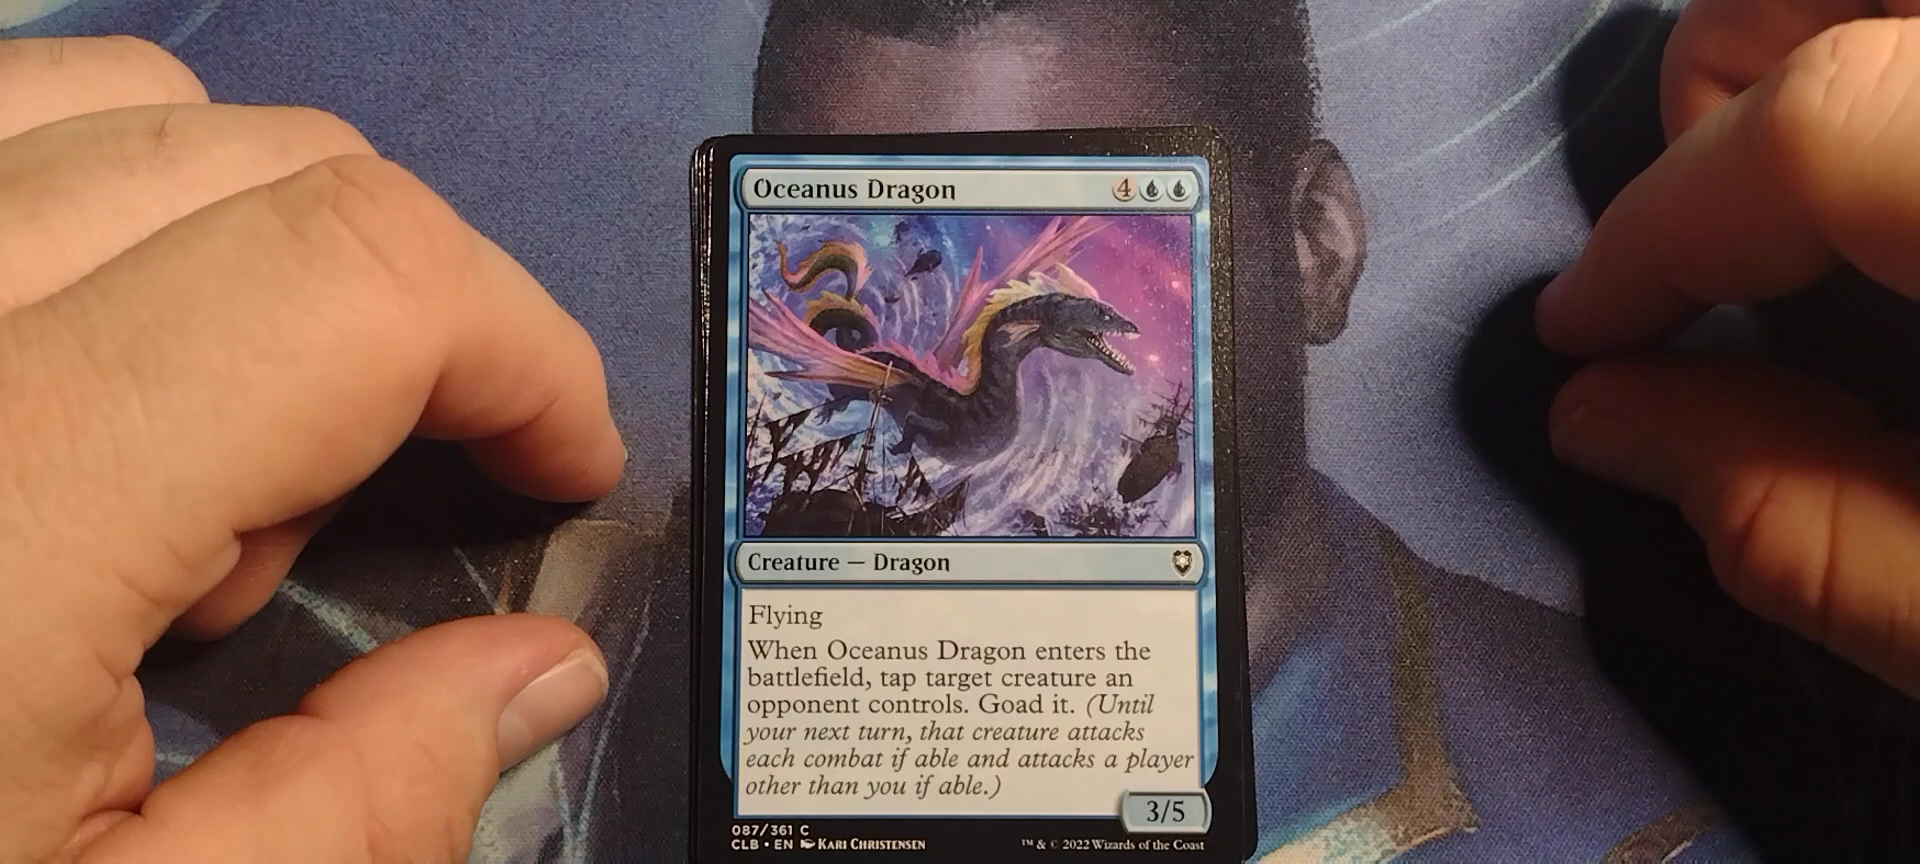 Oceanus Dragon 4
Creature — Dragon
Flying
When Oceanus Dragon enters the
battlefield, tap target creature an
opponent controls. Goad it. (Until
your next turn, that creature attacks
each combat if able and attacks a player
other than you if able.)
3/5
087/361 C
CLB • EN Kari Christensen
™ & © 2022 Wizards of the Coast